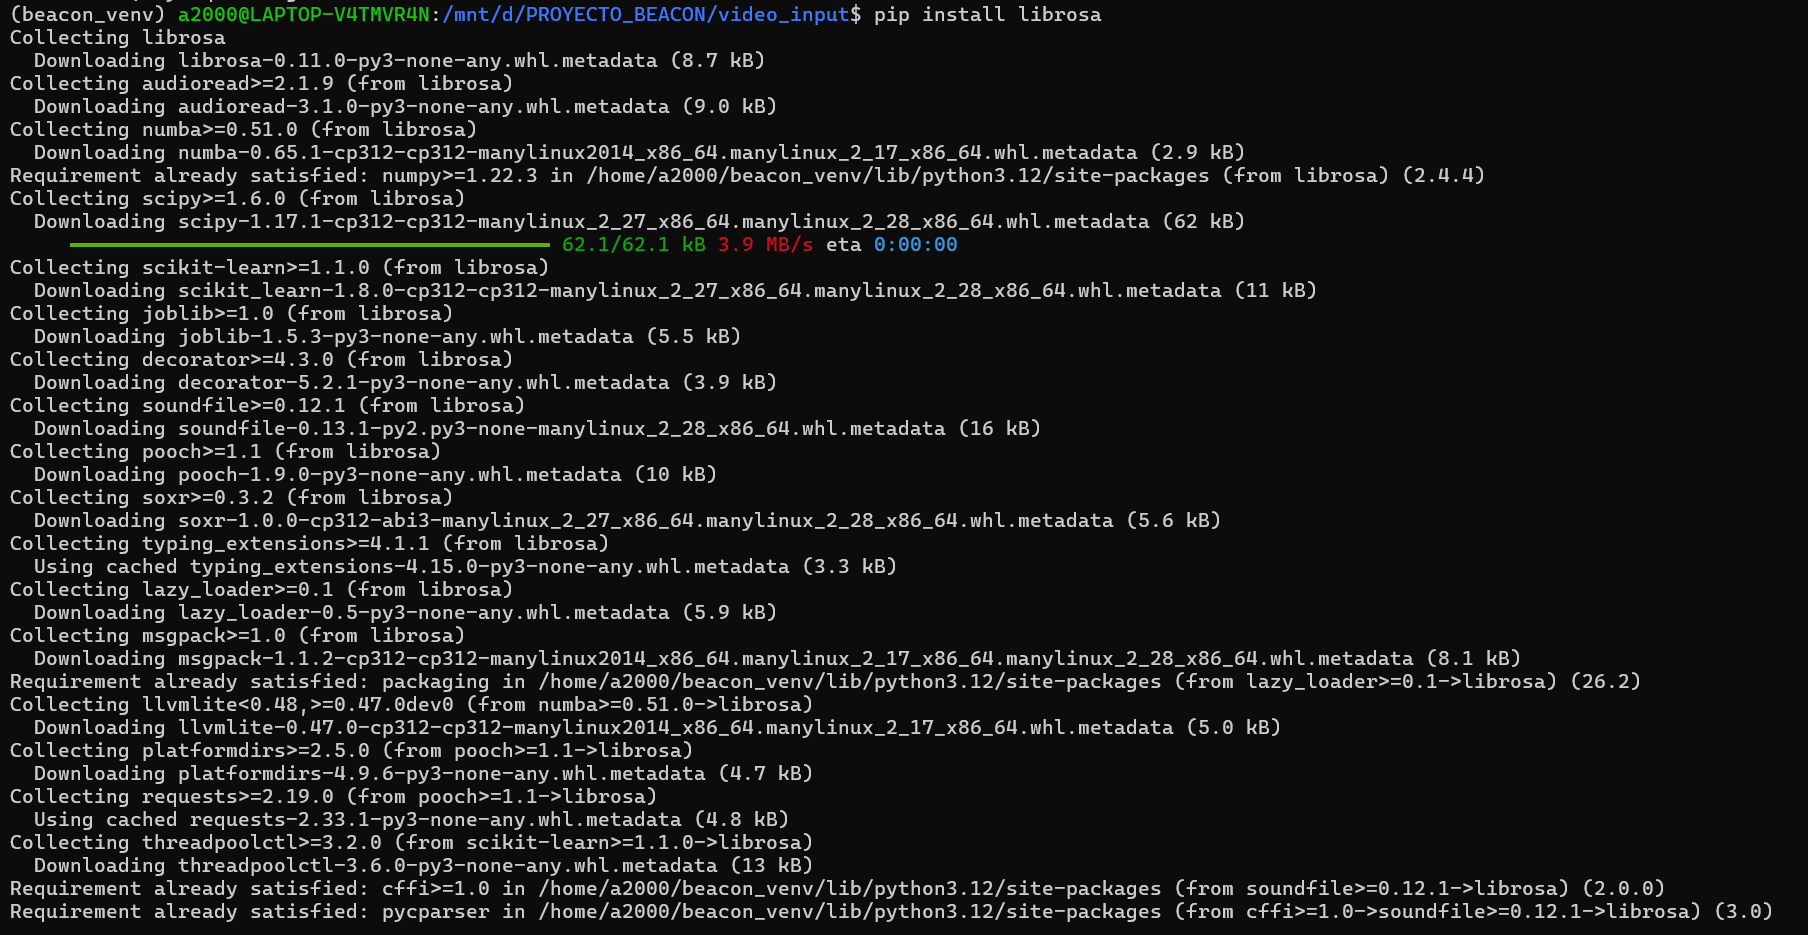 (beacon_venv) a2000@LAPTOP-V4TMVR4N:/mnt/d/PROYECTO_BEACON/video_input$ pip install librosa
Collecting librosa
  Downloading librosa-0.11.0-py3-none-any.whl.metadata (8.7 kB)
Collecting audioread>=2.1.9 (from librosa)
  Downloading audioread-3.1.0-py3-none-any.whl.metadata (9.0 kB)
Collecting numba>=0.51.0 (from librosa)
  Downloading numba-0.65.1-cp312-cp312-manylinux2014_x86_64.manylinux_2_17_x86_64.whl.metadata (2.9 kB)
Requirement already satisfied: numpy>=1.22.3 in /home/a2000/beacon_venv/lib/python3.12/site-packages (from librosa) (2.4.4)
Collecting scipy>=1.6.0 (from librosa)
  Downloading scipy-1.17.1-cp312-cp312-manylinux_2_27_x86_64.manylinux_2_28_x86_64.whl.metadata (62 kB)
62.1/62.1 kB 3.9 MB/s eta 0:00:00
Collecting scikit-learn>=1.1.0 (from librosa)
  Downloading scikit_learn-1.8.0-cp312-cp312-manylinux_2_27_x86_64.manylinux_2_28_x86_64.whl.metadata (11 kB)
Collecting joblib>=1.0 (from librosa)
  Downloading joblib-1.5.3-py3-none-any.whl.metadata (5.5 kB)
Collecting decorator>=4.3.0 (from librosa)
  Downloading decorator-5.2.1-py3-none-any.whl.metadata (3.9 kB)
Collecting soundfile>=0.12.1 (from librosa)
  Downloading soundfile-0.13.1-py2.py3-none-manylinux_2_28_x86_64.whl.metadata (16 kB)
Collecting pooch>=1.1 (from librosa)
  Downloading pooch-1.9.0-py3-none-any.whl.metadata (10 kB)
Collecting soxr>=0.3.2 (from librosa)
  Downloading soxr-1.0.0-cp312-abi3-manylinux_2_27_x86_64.manylinux_2_28_x86_64.whl.metadata (5.6 kB)
Collecting typing_extensions>=4.1.1 (from librosa)
  Using cached typing_extensions-4.15.0-py3-none-any.whl.metadata (3.3 kB)
Collecting lazy_loader>=0.1 (from librosa)
  Downloading lazy_loader-0.5-py3-none-any.whl.metadata (5.9 kB)
Collecting msgpack>=1.0 (from librosa)
  Downloading msgpack-1.1.2-cp312-cp312-manylinux2014_x86_64.manylinux_2_17_x86_64.manylinux_2_28_x86_64.whl.metadata (8.1 kB)
Requirement already satisfied: packaging in /home/a2000/beacon_venv/lib/python3.12/site-packages (from lazy_loader>=0.1->librosa) (26.2)
Collecting llvmlite<0.48,>=0.47.0dev0 (from numba>=0.51.0->librosa)
  Downloading llvmlite-0.47.0-cp312-cp312-manylinux2014_x86_64.manylinux_2_17_x86_64.whl.metadata (5.0 kB)
Collecting platformdirs>=2.5.0 (from pooch>=1.1->librosa)
  Downloading platformdirs-4.9.6-py3-none-any.whl.metadata (4.7 kB)
Collecting requests>=2.19.0 (from pooch>=1.1->librosa)
  Using cached requests-2.33.1-py3-none-any.whl.metadata (4.8 kB)
Collecting threadpoolctl>=3.2.0 (from scikit-learn>=1.1.0->librosa)
  Downloading threadpoolctl-3.6.0-py3-none-any.whl.metadata (13 kB)
Requirement already satisfied: cffi>=1.0 in /home/a2000/beacon_venv/lib/python3.12/site-packages (from soundfile>=0.12.1->librosa) (2.0.0)
Requirement already satisfied: pycparser in /home/a2000/beacon_venv/lib/python3.12/site-packages (from cffi>=1.0->soundfile>=0.12.1->librosa) (3.0)